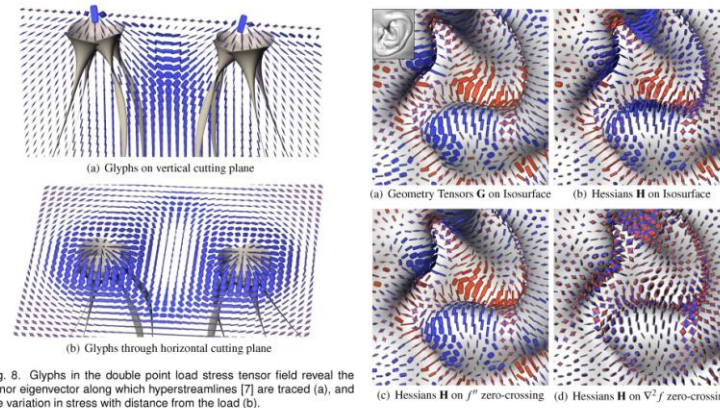 (a) Glyphs on vertical cutting plane
(b) Glyphs through horizontal cutting plane
g. 8. Glyphs in the double point load stress tensor field reveal the
nor eigenvector along which hyperstreamlines [7] are traced (a), and
e variation in stress with distance from the load (b).
(a) Geometry Tensors G on Isosurface
(b) Hessians H on Isosurface
(c) Hessians H on f″ zero-crossing
(d) Hessians H on ∇²f zero-crossing